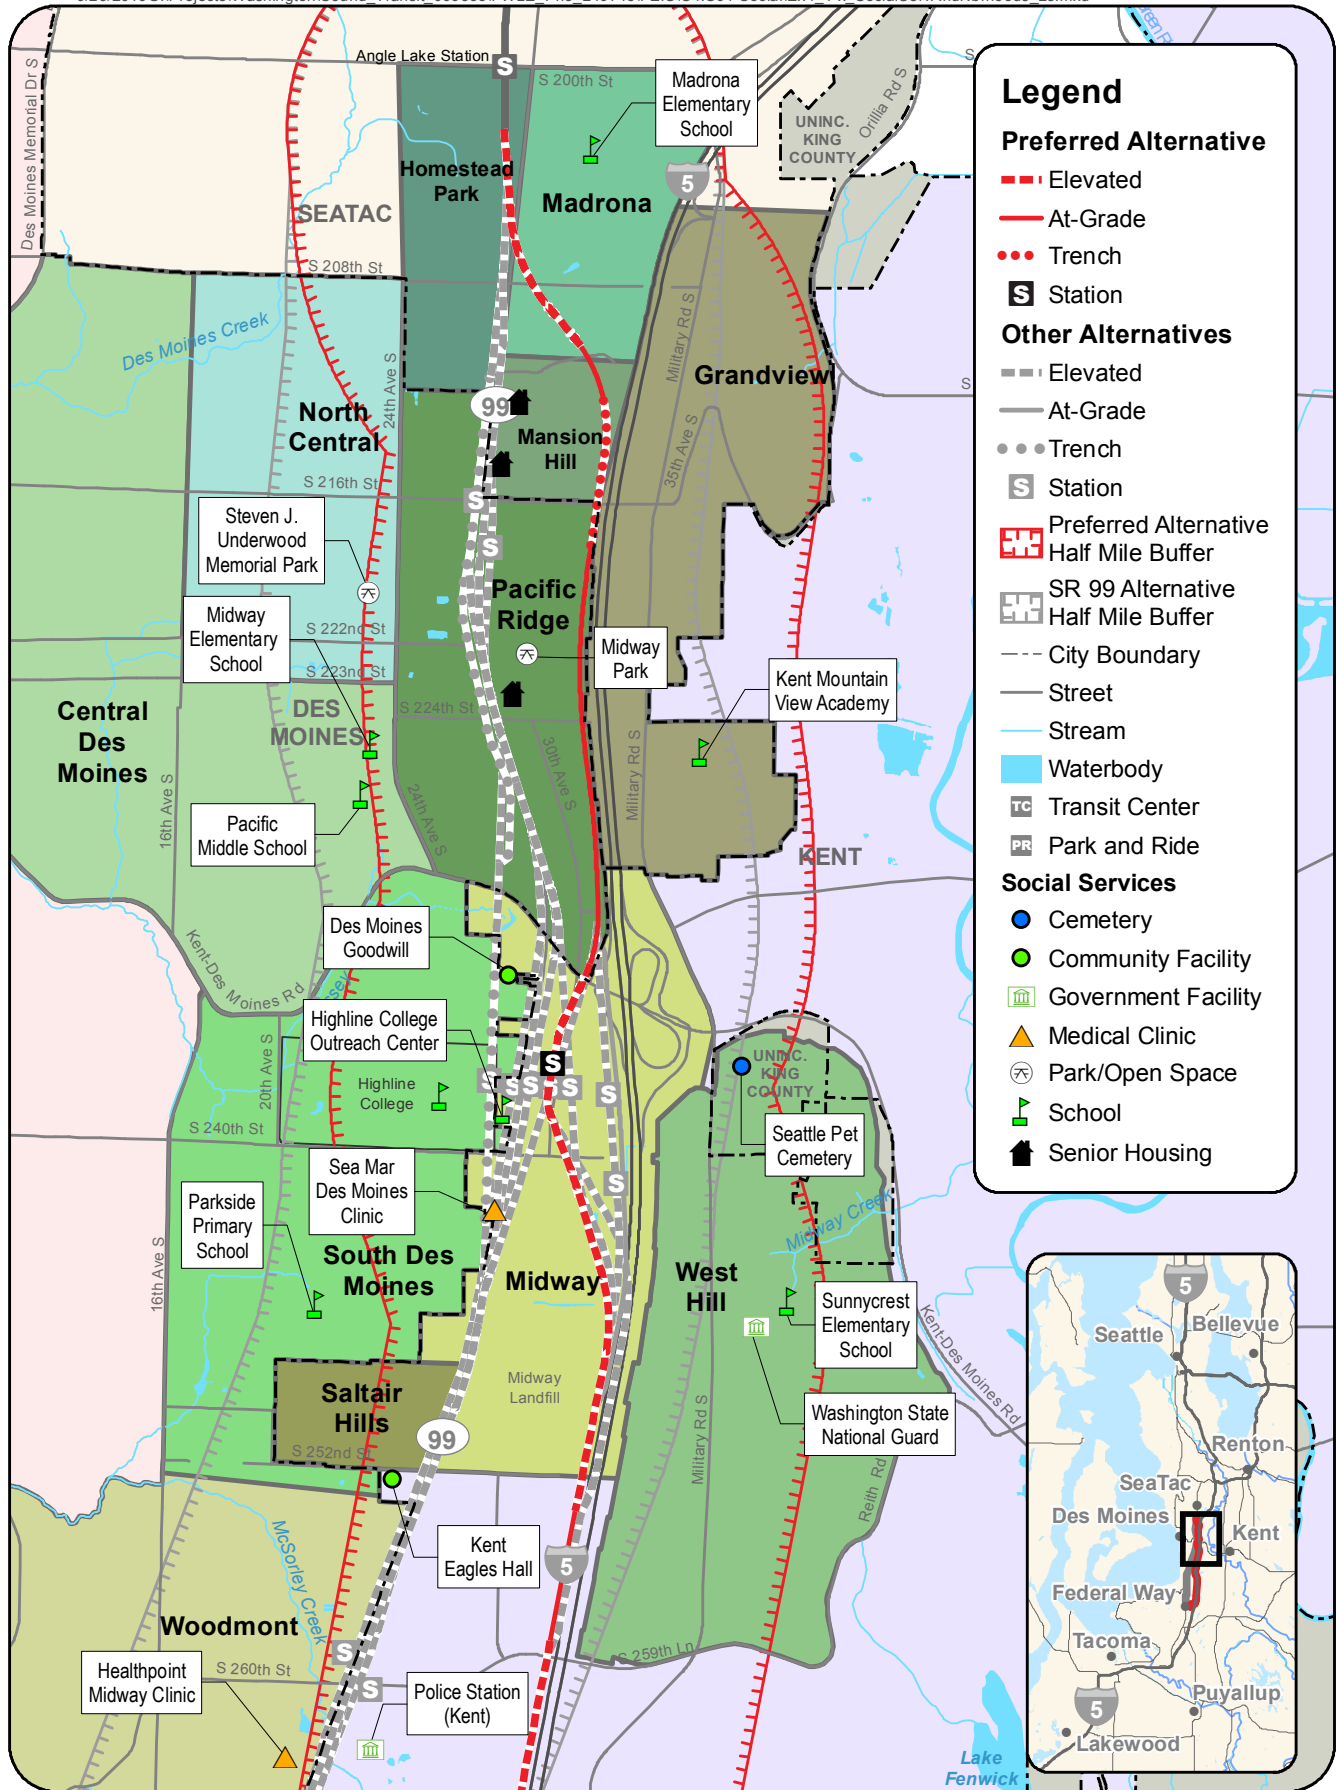 Angle Lake Station
S
S 200th St
Madrona
Elementary
School
UNINC.
KING
COUNTY
Orillia Rd S
Des Moines Memorial Dr S
Homestead
Park
Madrona
5
SEATAC
S 208th St
Des Moines Creek
24th Ave S
Military Rd S
Grandview
S
S
North
Central
99
Mansion
Hill
35th Ave S
S 216th St
S
Steven J.
Underwood
Memorial Park
S
Pacific
Ridge
Midway
Elementary
School
S 222nd St
S 223rd St
Midway
Park
Kent Mountain
View Academy
Central
Des
Moines
DES
MOINES
S 224th St
30th Ave S
Military Rd S
16th Ave S
24th Ave S
Pacific
Middle School
KENT
Des Moines
Goodwill
Kent-Des Moines Rd
Highline College
Outreach Center
20th Ave S
Highline
College
S
S
S
S
S
S
UNINC.
KING
COUNTY
S 240th St
Seattle Pet
Cemetery
Sea Mar
Des Moines
Clinic
S
Parkside
Primary
School
Midway Creek
16th Ave S
South Des
Moines
Midway
West
Hill
Sunnycrest
Elementary
School
Kent-Des Moines Rd
Saltair
Hills
Midway
Landfill
Washington State
National Guard
99
S 252nd St
Military Rd S
Reith Rd
Kent
Eagles Hall
5
McSorley Creek
Woodmont
S
S 259th Ln
Healthpoint
Midway Clinic
S 260th St
S
Police Station
(Kent)
Lake
Fenwick
Legend
Preferred Alternative
Elevated
At-Grade
Trench
S Station
Other Alternatives
Elevated
At-Grade
Trench
S Station
Preferred Alternative
Half Mile Buffer
SR 99 Alternative
Half Mile Buffer
City Boundary
Street
Stream
Waterbody
TC Transit Center
PR Park and Ride
Social Services
Cemetery
Community Facility
Government Facility
Medical Clinic
Park/Open Space
School
Senior Housing
5
Seattle
Bellevue
Renton
SeaTac
Des Moines
Kent
Federal Way
Tacoma
5
Puyallup
Lakewood